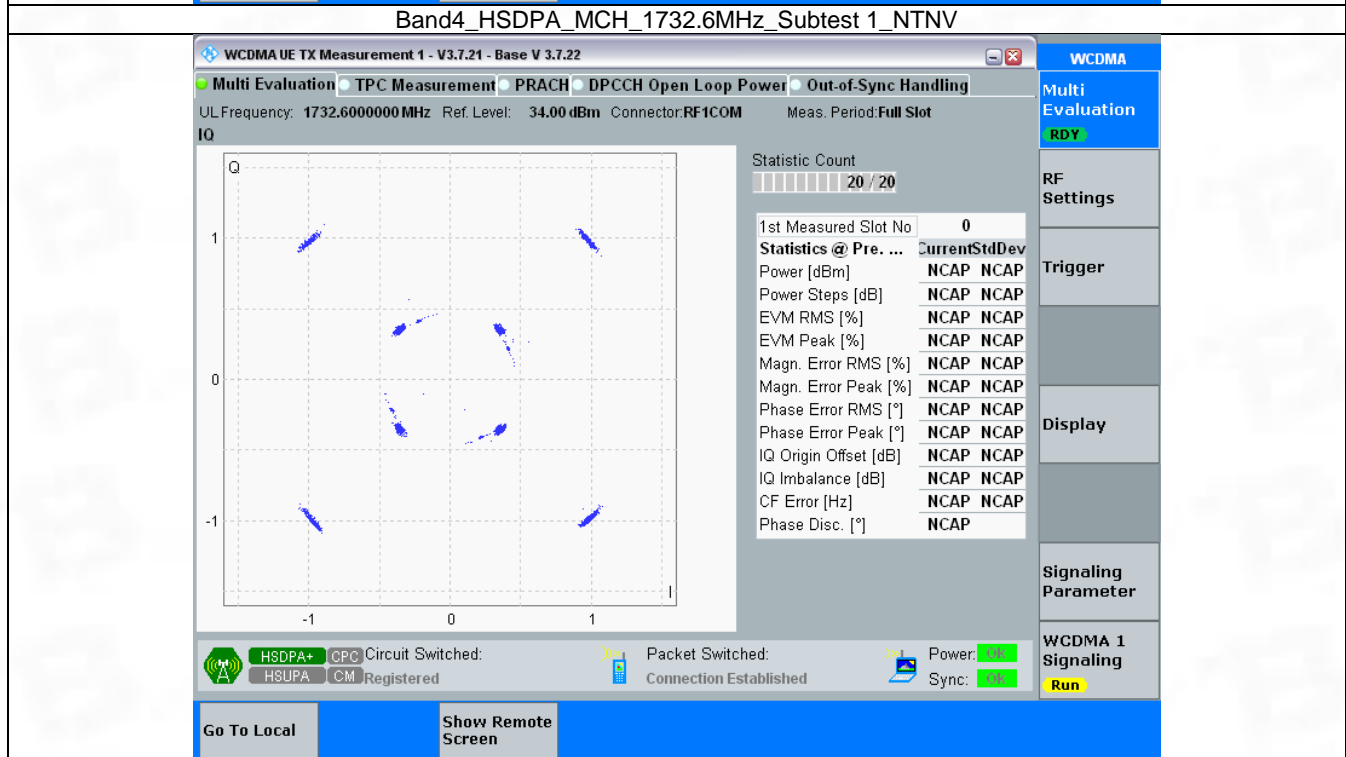 Band4_HSDPA_MCH_1732.6MHz_Subtest 1_NTNV
WCDMA UE TX Measurement 1 - V3.7.21 - Base V 3.7.22
WCDMA
Multi Evaluation TPC Measurement PRACH DPCCH Open Loop Power Out-of-Sync Handling
Multi
Evaluation
RDY
UL Frequency: 1732.6000000 MHz Ref. Level: 34.00 dBm Connector:RF1COM Meas. Period:Full Slot
IQ
Q
1
0
-1
-1 0 1
I
Statistic Count
20 / 20
1st Measured Slot No 0
Statistics @ Pre. ... CurrentStdDev
Power [dBm] NCAP NCAP
Power Steps [dB] NCAP NCAP
EVM RMS [%] NCAP NCAP
EVM Peak [%] NCAP NCAP
Magn. Error RMS [%] NCAP NCAP
Magn. Error Peak [%] NCAP NCAP
Phase Error RMS [°] NCAP NCAP
Phase Error Peak [°] NCAP NCAP
IQ Origin Offset [dB] NCAP NCAP
IQ Imbalance [dB] NCAP NCAP
CF Error [Hz] NCAP NCAP
Phase Disc. [°] NCAP
RF
Settings
Trigger
Display
Signaling
Parameter
WCDMA 1
Signaling
Run
HSDPA+ CPC Circuit Switched: Packet Switched: Power: OK
HSUPA CM Registered Connection Established Sync: OK
Go To Local
Show Remote
Screen